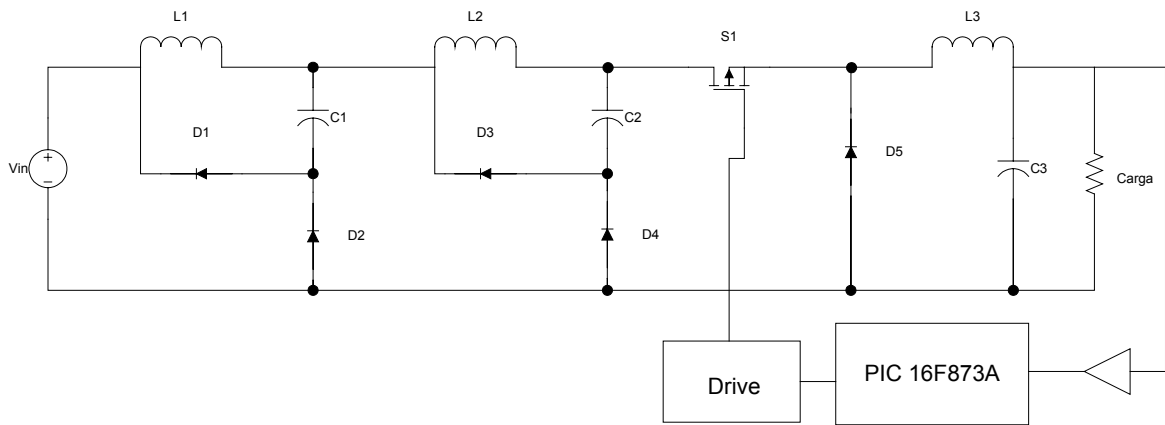 L1
L2
L3
S1
C1
C2
D1
D3
D5
Vin
+
−
C3
Carga
D2
D4
Drive
PIC 16F873A